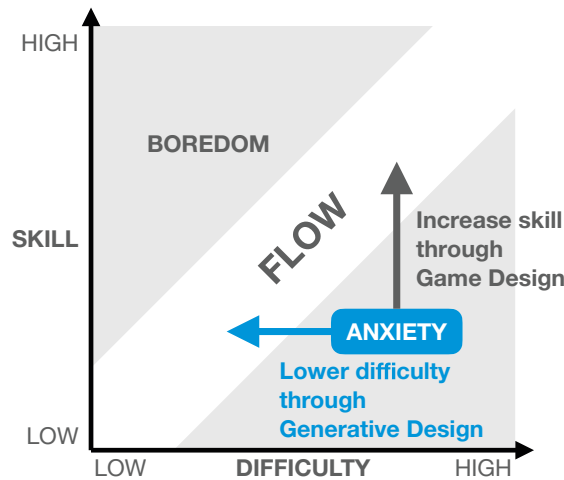 HIGH
BOREDOM
FLOW
SKILL
Increase skill
through
Game Design
ANXIETY
Lower difficulty
through
Generative Design
LOW
LOW
DIFFICULTY
HIGH